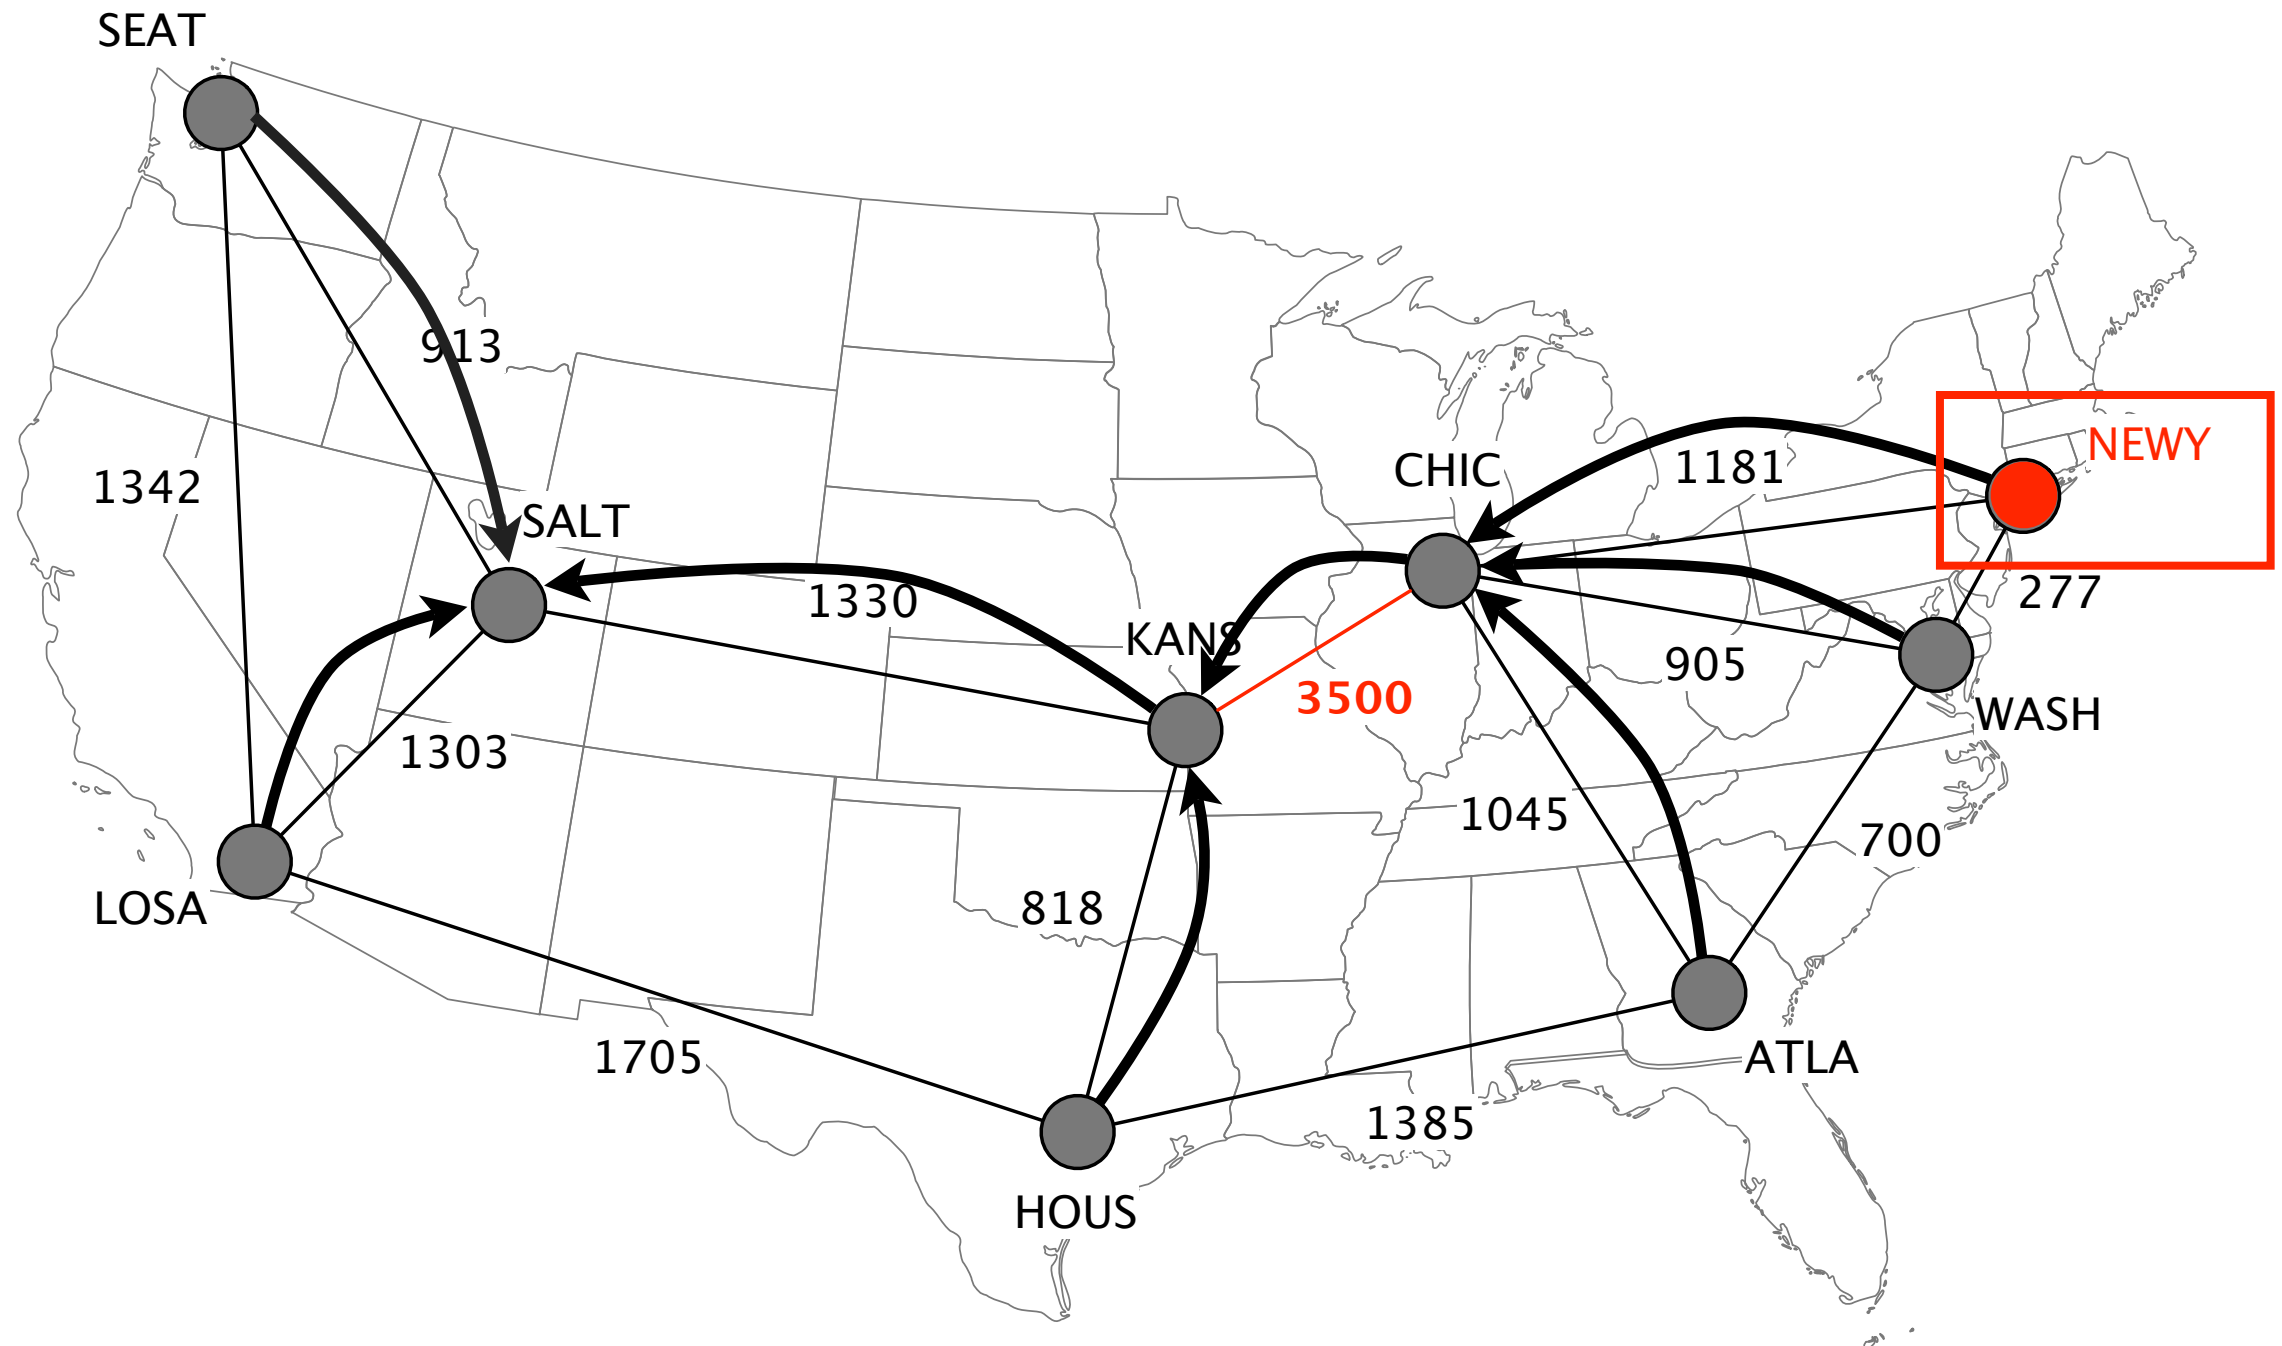 SEAT
913
NEWY
CHIC
1181
1342
SALT
277
1330
KANS
905
3500
WASH
1303
1045
700
818
LOSA
1705
ATLA
1385
HOUS